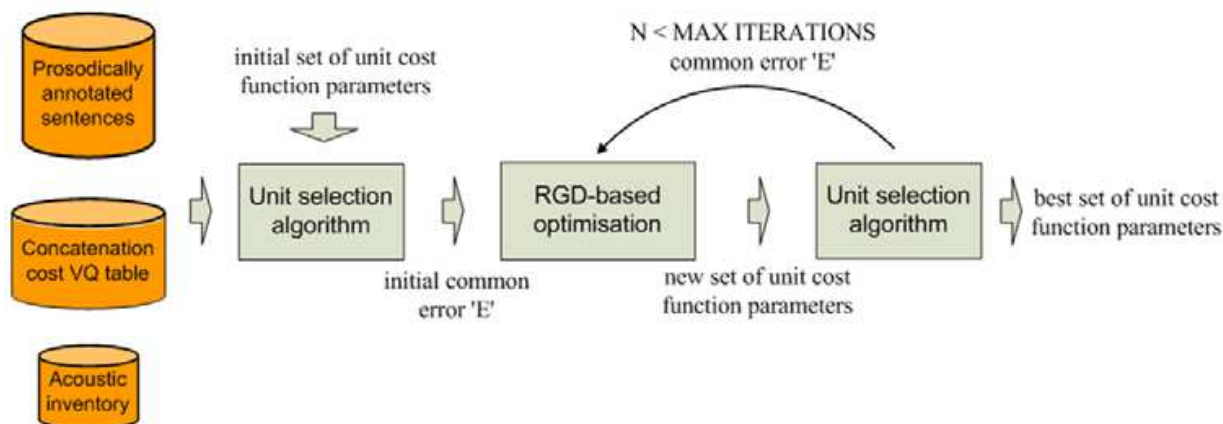 Prosodically
annotated
sentences
Concatenation
cost VQ table
Acoustic
inventory
initial set of unit cost
function parameters
Unit selection
algorithm
initial common
error 'E'
RGD-based
optimisation
N < MAX ITERATIONS
common error 'E'
new set of unit cost
function parameters
Unit selection
algorithm
best set of unit cost
function parameters